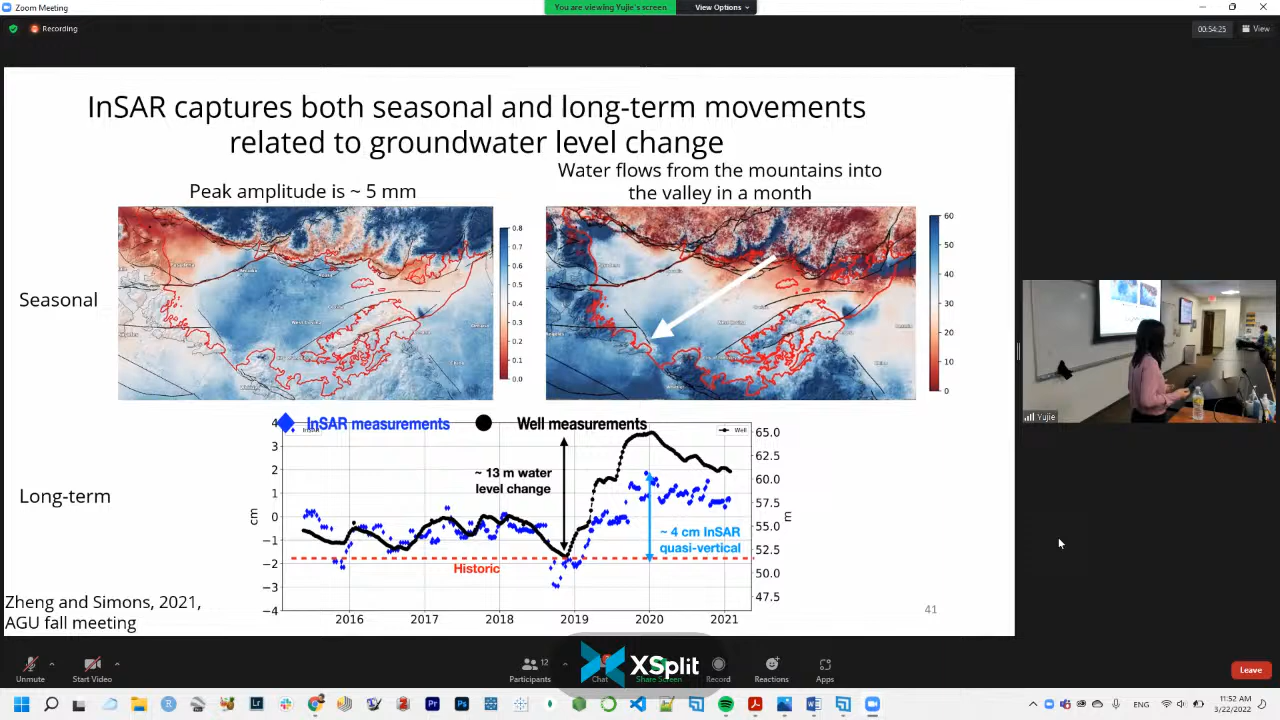 Zoom Meeting
You are viewing Yujie's screen
View Options
Recording
00:54:25
View
InSAR captures both seasonal and long-term movements
related to groundwater level change
Peak amplitude is ~ 5 mm
Water flows from the mountains into
the valley in a month
Seasonal
0.8
0.7
0.6
0.5
0.4
0.3
0.2
0.1
0.0
60
50
40
30
20
10
0
InSAR measurements
Well measurements
InSAR
Well
~ 13 m water
level change
~ 4 cm InSAR
quasi-vertical
Historic
Long-term
cm
4
3
2
1
0
−1
−2
−3
−4
65.0
62.5
60.0
57.5
55.0
52.5
50.0
47.5
m
2016
2017
2018
2019
2020
2021
Zheng and Simons, 2021,
AGU fall meeting
41
Yujie
Unmute
Start Video
Participants
12
Chat
Share Screen
Record
Reactions
Apps
Leave
XSplit
ENG
11:52 AM
3/22/2022